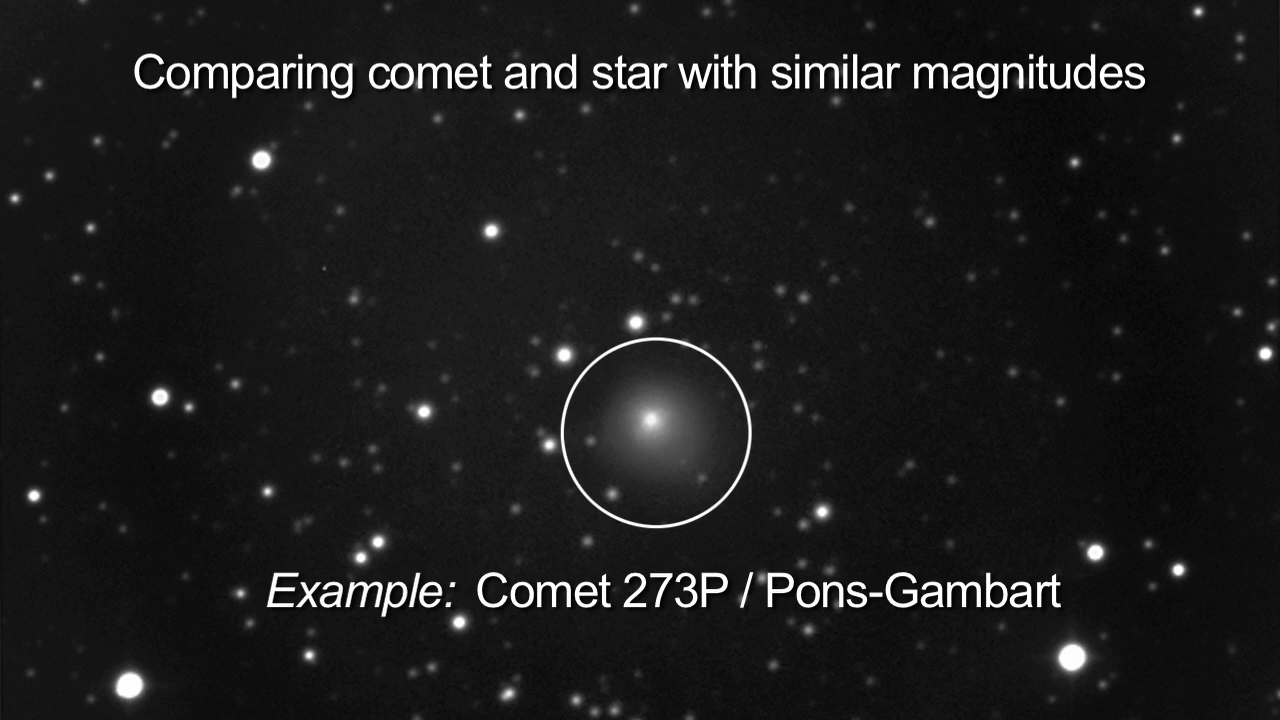 Comparing comet and star with similar magnitudes
Example: Comet 273P / Pons-Gambart